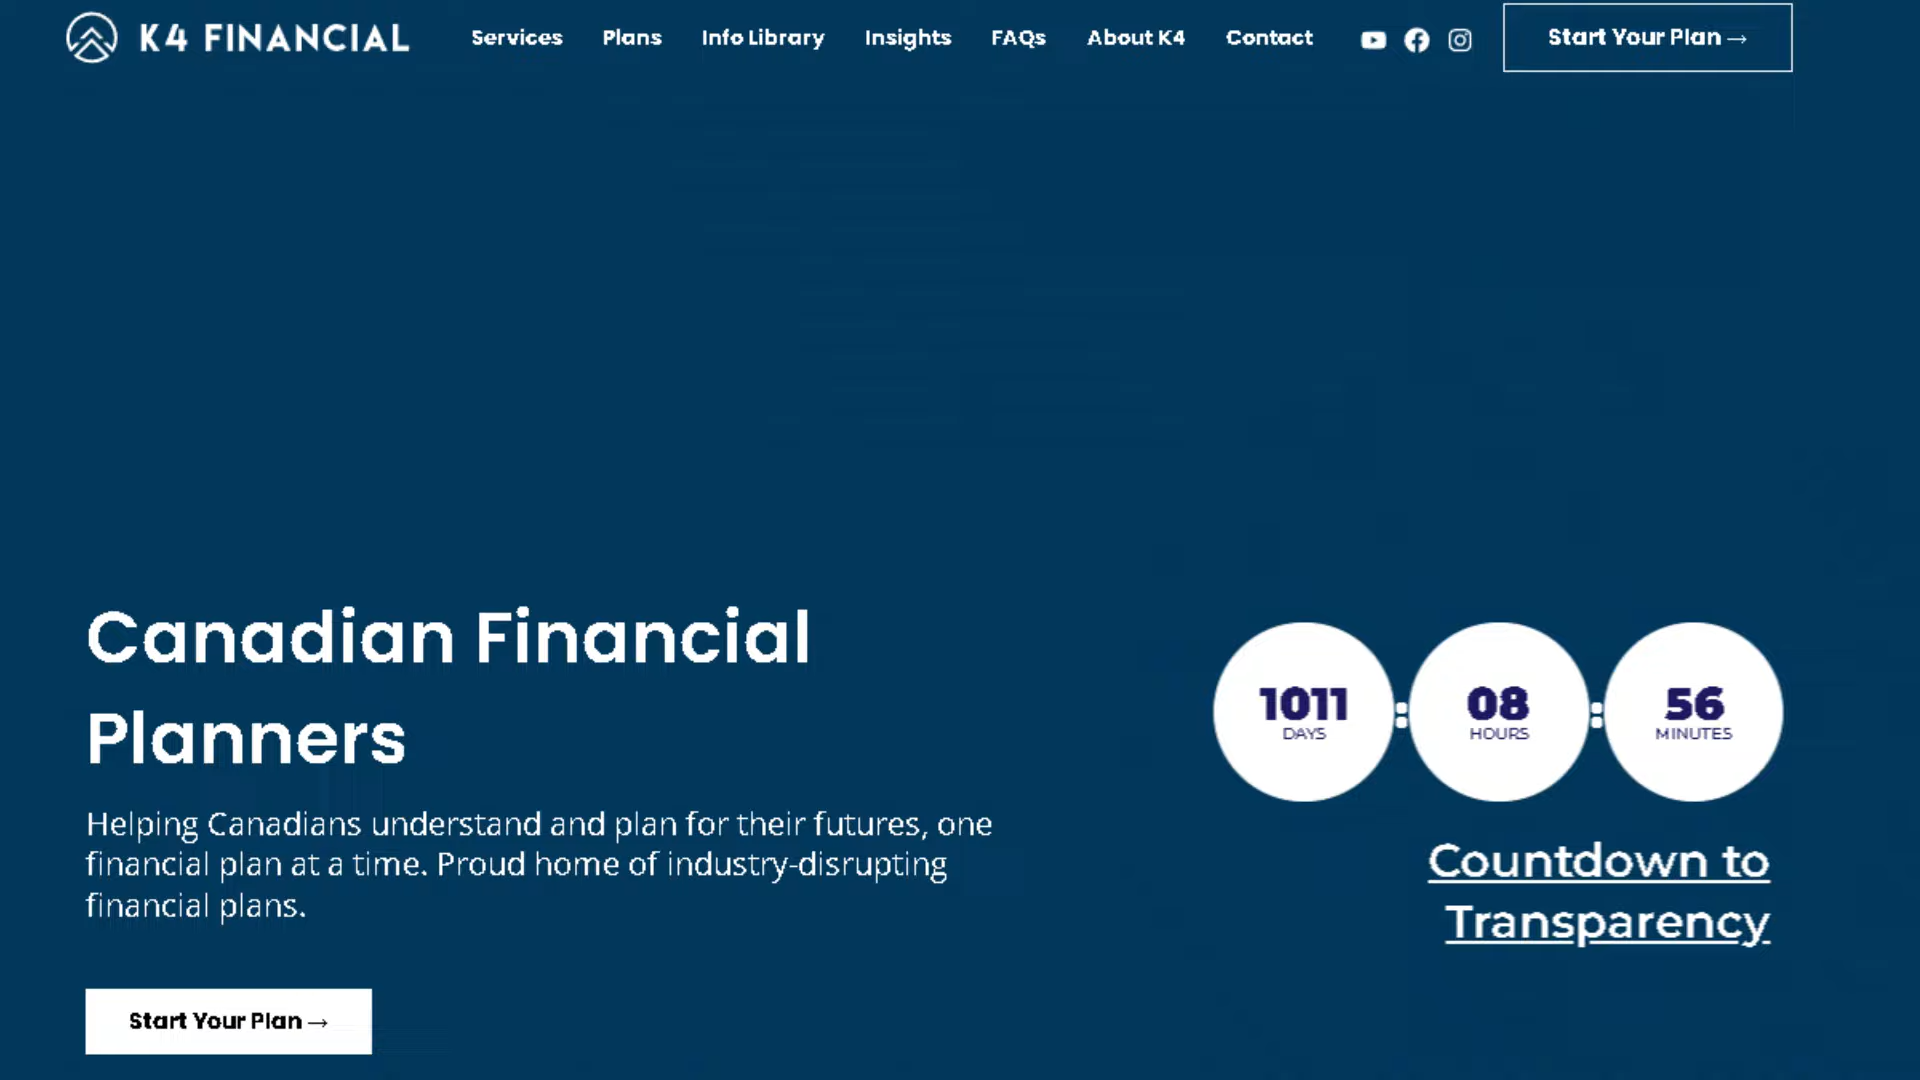 K4 FINANCIAL
Services Plans Info Library Insights FAQs About K4 Contact
Start Your Plan →
Canadian Financial
Planners
Helping Canadians understand and plan for their futures, one
financial plan at a time. Proud home of industry-disrupting
financial plans.
Start Your Plan →
1011 : 08 : 56
DAYS HOURS MINUTES
Countdown to
Transparency